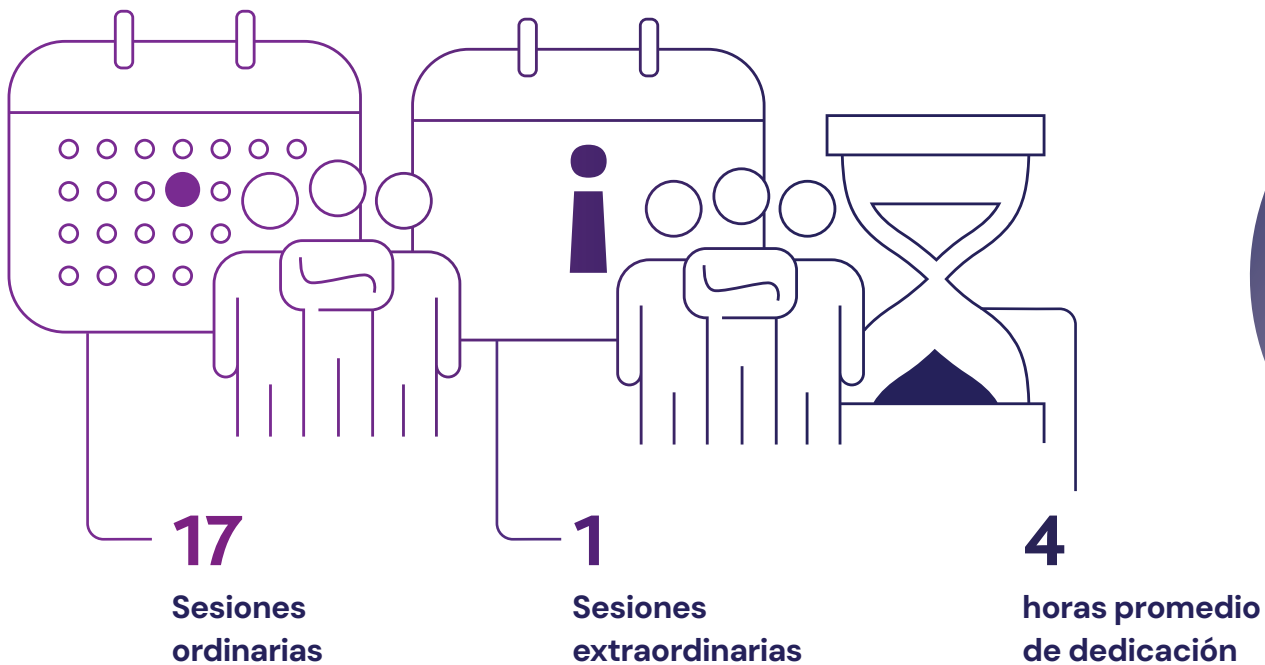 17
Sesiones
ordinarias
1
Sesiones
extraordinarias
4
horas promedio
de dedicación